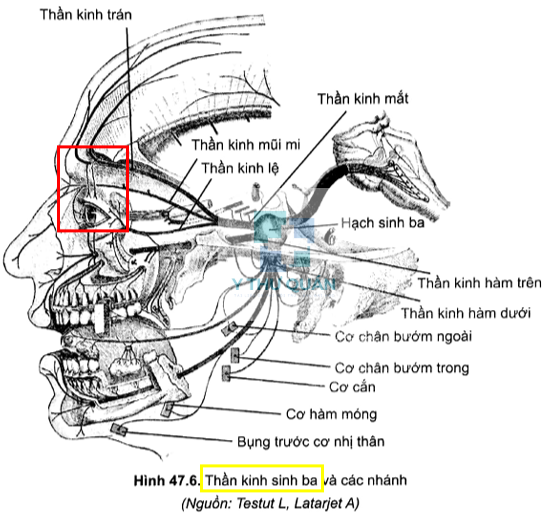 Thần kinh trán
Thần kinh mắt
Thần kinh mũi mi
Thần kinh lệ
Hạch sinh ba
Thần kinh hàm trên
Y THƯ QUÁN
Thần kinh hàm dưới
Cơ chân bướm ngoài
Cơ chân bướm trong
Cơ cắn
Cơ hàm móng
Bụng trước cơ nhị thân
Hình 47.6. Thần kinh sinh ba và các nhánh
(Nguồn: Testut L, Latarjet A)